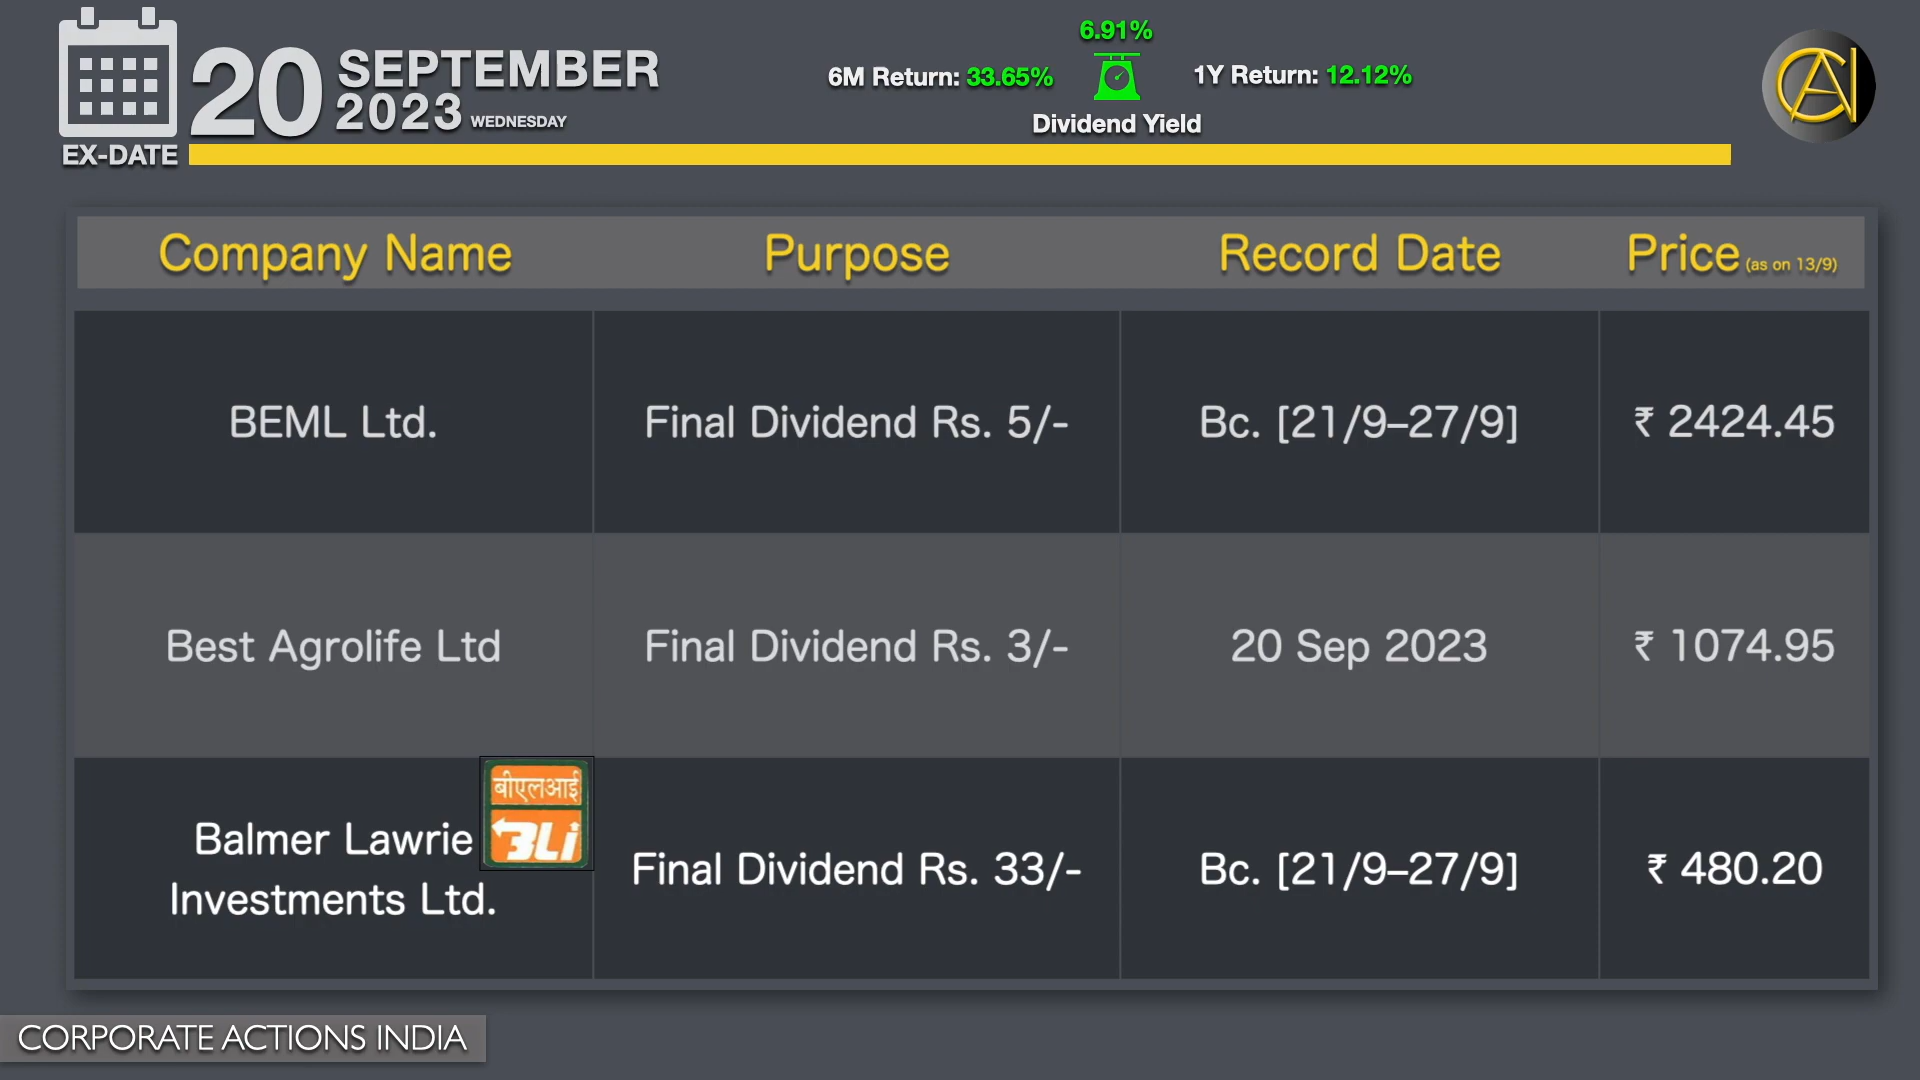 20 SEPTEMBER
2023 WEDNESDAY
EX-DATE
6M Return: 33.65%
6.91%
Dividend Yield
1Y Return: 12.12%
CAI
Company Name Purpose Record Date Price (as on 13/9)
BEML Ltd. Final Dividend Rs. 5/- Bc. [21/9–27/9] ₹ 2424.45
Best Agrolife Ltd Final Dividend Rs. 3/- 20 Sep 2023 ₹ 1074.95
Balmer Lawrie
Investments Ltd. Final Dividend Rs. 33/- Bc. [21/9–27/9] ₹ 480.20
बीएलआई
BLi
CORPORATE ACTIONS INDIA